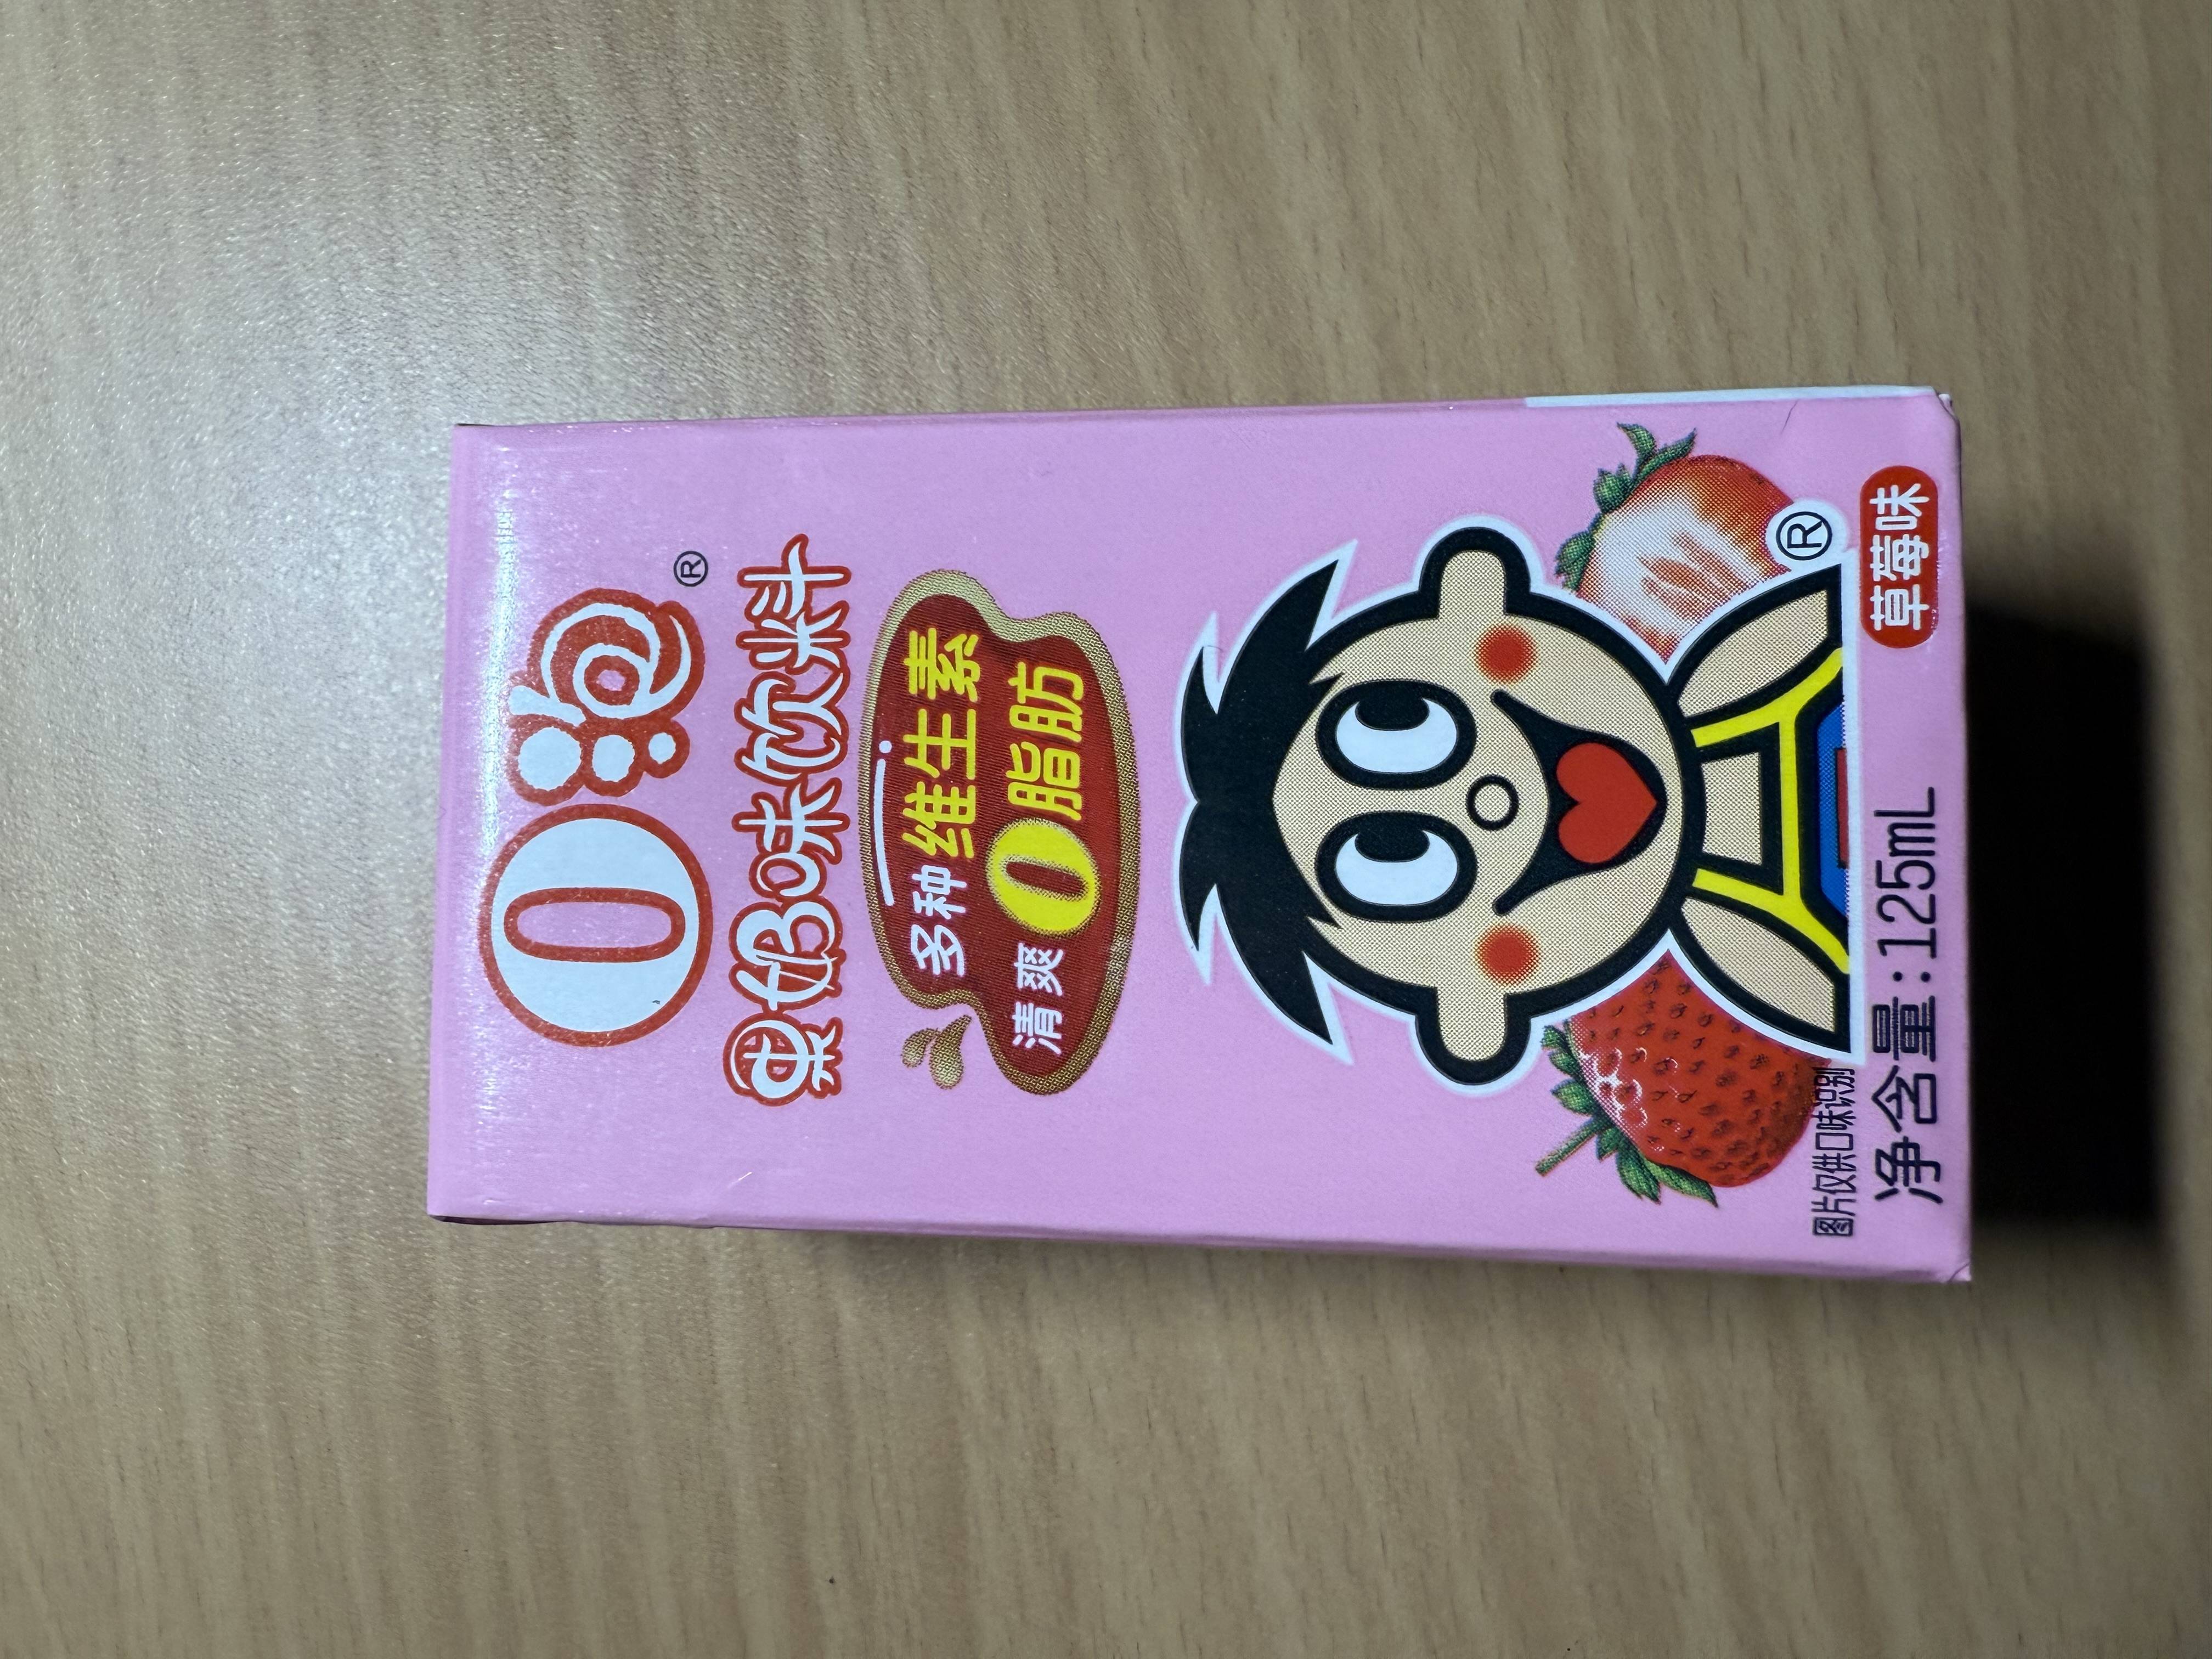 O泡®
果奶味饮料
多种维生素
清爽0脂肪
®
图片仅供口味识别
净含量:125mL
草莓味